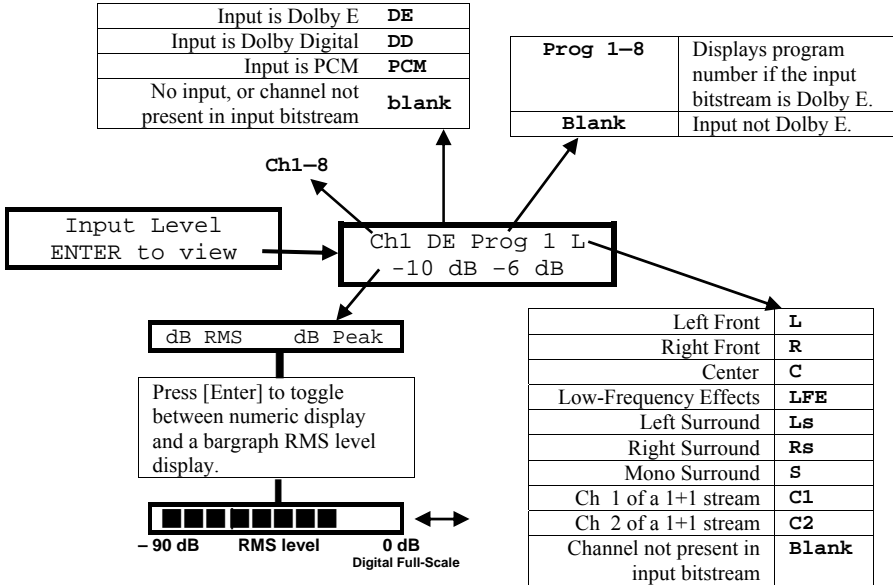 Input is Dolby E DE
Input is Dolby Digital DD
Input is PCM PCM
No input, or channel not
present in input bitstream blank
Prog 1–8 Displays program
number if the input
bitstream is Dolby E.
Blank Input not Dolby E.
Ch1–8
Input Level
ENTER to view
Ch1 DE Prog 1 L
-10 dB –6 dB
dB RMS dB Peak
Press [Enter] to toggle
between numeric display
and a bargraph RMS level
display.
– 90 dB RMS level 0 dB
Digital Full-Scale
Left Front L
Right Front R
Center C
Low-Frequency Effects LFE
Left Surround Ls
Right Surround Rs
Mono Surround S
Ch 1 of a 1+1 stream C1
Ch 2 of a 1+1 stream C2
Channel not present in Blank
input bitstream